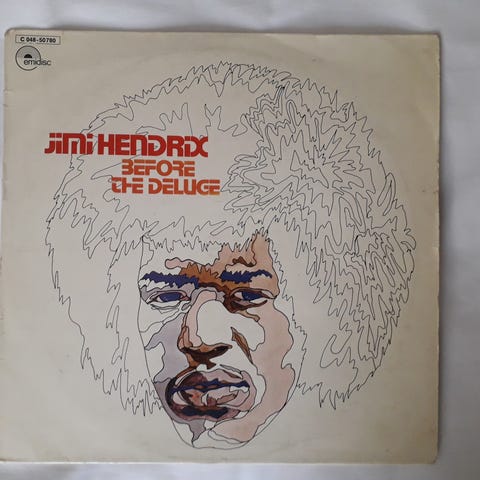 C 048-50780
emidisc
JIMI HENDRIX
BEFORE
THE DELUGE